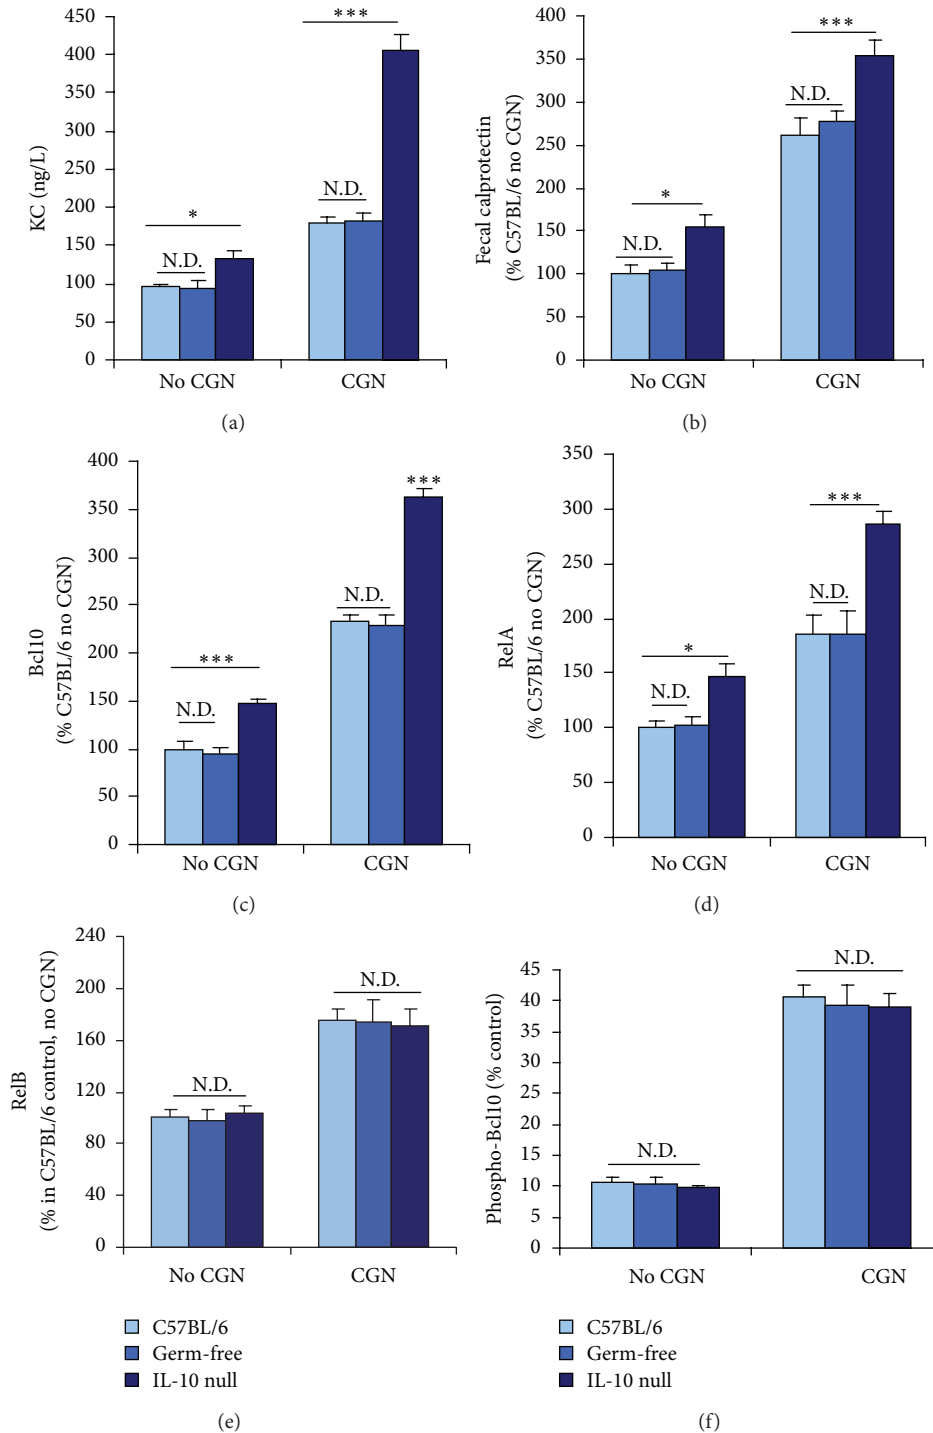 KC (ng/L)
450
400
350
300
250
200
150
100
50
0
***
*
N.D.
N.D.
No CGN
CGN
(a)
Fecal calprotectin
(% C57BL/6 no CGN)
400
350
300
250
200
150
100
50
0
***
N.D.
*
N.D.
No CGN
CGN
(b)
Bcl10
(% C57BL/6 no CGN)
400
350
300
250
200
150
100
50
0
***
N.D.
***
N.D.
No CGN
CGN
(c)
RelA
(% C57BL/6 no CGN)
350
300
250
200
150
100
50
0
***
N.D.
*
N.D.
No CGN
CGN
(d)
RelB
(% in C57BL/6 control, no CGN)
240
200
160
120
80
40
0
N.D.
N.D.
No CGN
CGN
C57BL/6
Germ-free
IL-10 null
(e)
Phospho-Bcl10 (% control)
45
40
35
30
25
20
15
10
5
0
N.D.
N.D.
No CGN
CGN
C57BL/6
Germ-free
IL-10 null
(f)